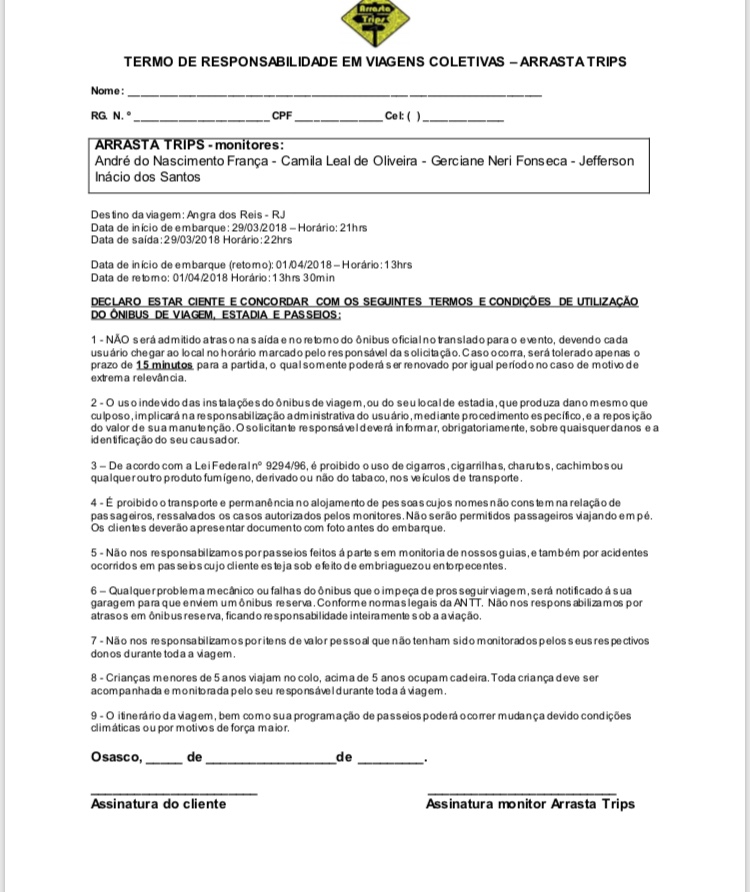 Arrasta
Trips
TERMO DE RESPONSABILIDADE EM VIAGENS COLETIVAS – ARRASTA TRIPS
Nome: ____________________
RG. N. º ____________________ CPF ____________ Cel: ( ) ____________
ARRASTA TRIPS - monitores:
André do Nascimento França - Camila Leal de Oliveira - Gerciane Neri Fonseca - Jefferson
Inácio dos Santos
Destino da viagem: Angra dos Reis - RJ
Data de início de embarque: 29/03/2018 – Horário: 21hrs
Data de saída: 29/03/2018 Horário: 22hrs
Data de início de embarque (retorno): 01/04/2018 – Horário: 13hrs
Data de retorno: 01/04/2018 Horário: 13hrs 30min
DECLARO ESTAR CIENTE E CONCORDAR COM OS SEGUINTES TERMOS E CONDIÇÕES DE UTILIZAÇÃO
DO ÔNIBUS DE VIAGEM, ESTADIA E PASSEIOS:
1 - NÃO será admitido atraso na saída e no retorno do ônibus oficial no translado para o evento, devendo cada
usuário chegar ao local no horário marcado pelo responsável da solicitação. Caso ocorra, será tolerado apenas o
prazo de 15 minutos para a partida, o qual somente poderá ser renovado por igual período no caso de motivo de
extrema relevância.
2 - O uso indevido das instalações do ônibus de viagem, ou do seu local de estadia, que produza dano mesmo que
culposo, implicará na responsabilização administrativa do usuário, mediante procedimento específico, e a reposição
do valor de sua manutenção. O solicitante responsável deverá informar, obrigatoriamente, sobre quaisquer danos e a
identificação do seu causador.
3 – De acordo com a Lei Federal nº 9294/96, é proibido o uso de cigarros, cigarrilhas, charutos, cachimbos ou
qualquer outro produto fumígeno, derivado ou não do tabaco, nos veículos de transporte.
4 - É proibido o transporte e permanência no alojamento de pessoas cujos nomes não constem na relação de
passageiros, ressalvados os casos autorizados pelos monitores. Não serão permitidos passageiros viajando em pé.
Os clientes deverão apresentar documento com foto antes do embarque.
5 - Não nos responsabilizamos por passeios feitos á parte sem monitoria de nossos guias, e também por acidentes
ocorridos em passeios cujo cliente esteja sob efeito de embriaguez ou entorpecentes.
6 – Qualquer problema mecânico ou falhas do ônibus que o impeça de prosseguir viagem, será notificado á sua
garagem para que enviem um ônibus reserva. Conforme normas legais da ANTT. Não nos responsabilizamos por
atrasos em ônibus reserva, ficando responsabilidade inteiramente sob a aviação.
7 - Não nos responsabilizamos por itens de valor pessoal que não tenham sido monitorados pelos seus respectivos
donos durante toda a viagem.
8 - Crianças menores de 5 anos viajam no colo, acima de 5 anos ocupam cadeira. Toda criança deve ser
acompanhada e monitorada pelo seu responsável durante toda á viagem.
9 - O itinerário da viagem, bem como sua programação de passeios poderá ocorrer mudança devido condições
climáticas ou por motivos de força maior.
Osasco, _____ de __________________de _________.
Assinatura do cliente
Assinatura monitor Arrasta Trips